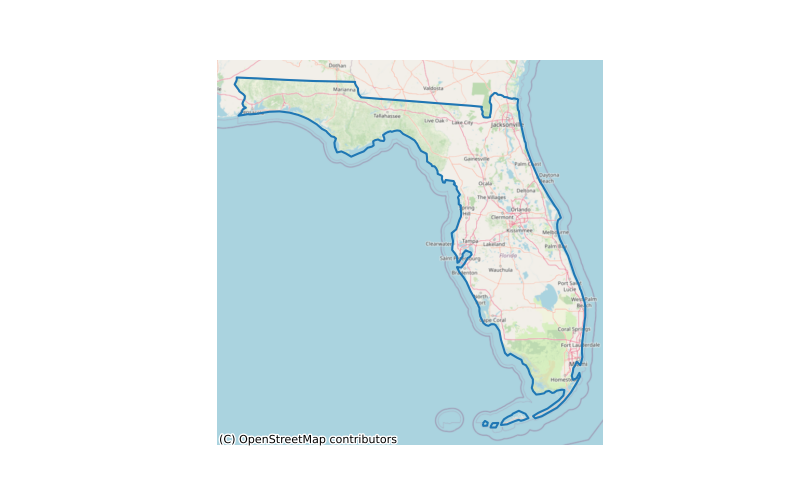 Dothan
Marianna
Valdosta
Tallahassee
Live Oak
Lake City
Jacksonville
Gainesville
Palm Coast
Ocala
Daytona
Beach
Deltona
The Villages
Spring
Hill
Orlando
Clermont
Kissimmee
Melbourne
Clearwater
Tampa
Lakeland
Palm Bay
Saint Petersburg
Florida
Bradenton
Wauchula
Port Saint
Lucie
North
Port
West Palm
Beach
Cape Coral
Coral Springs
Fort Lauderdale
Miami
Homestead
(C) OpenStreetMap contributors